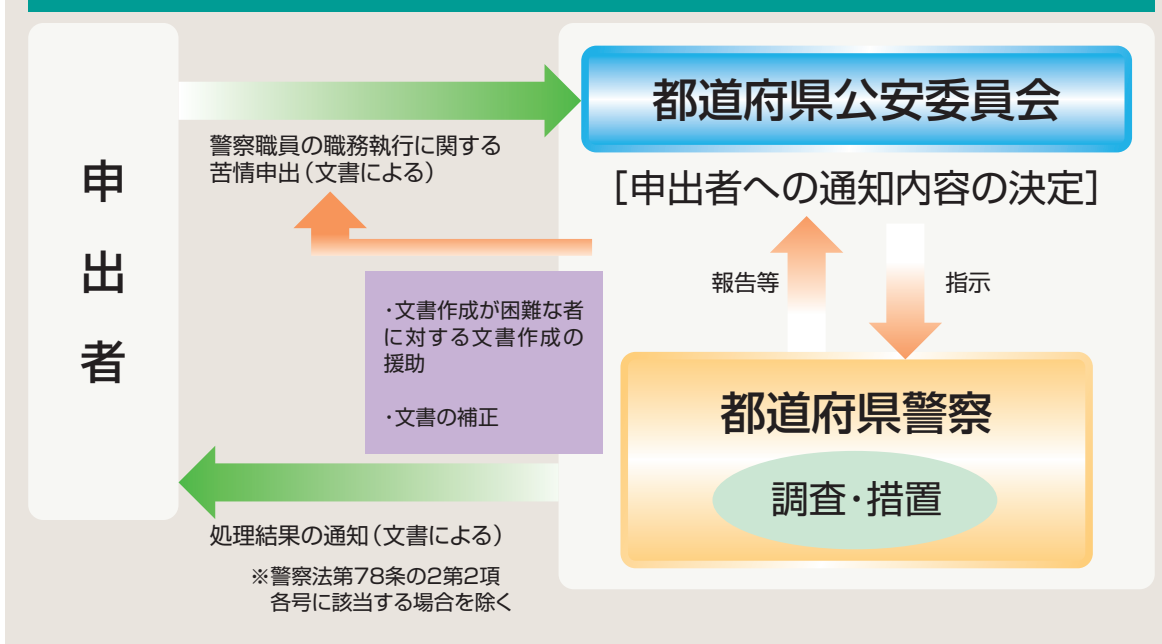 申出者
警察職員の職務執行に関する
苦情申出(文書による)
都道府県公安委員会
[申出者への通知内容の決定]
報告等
指示
・文書作成が困難な者
に対する文書作成の
援助
・文書の補正
都道府県警察
調査・措置
処理結果の通知(文書による)
※警察法第78条の2第2項
各号に該当する場合を除く